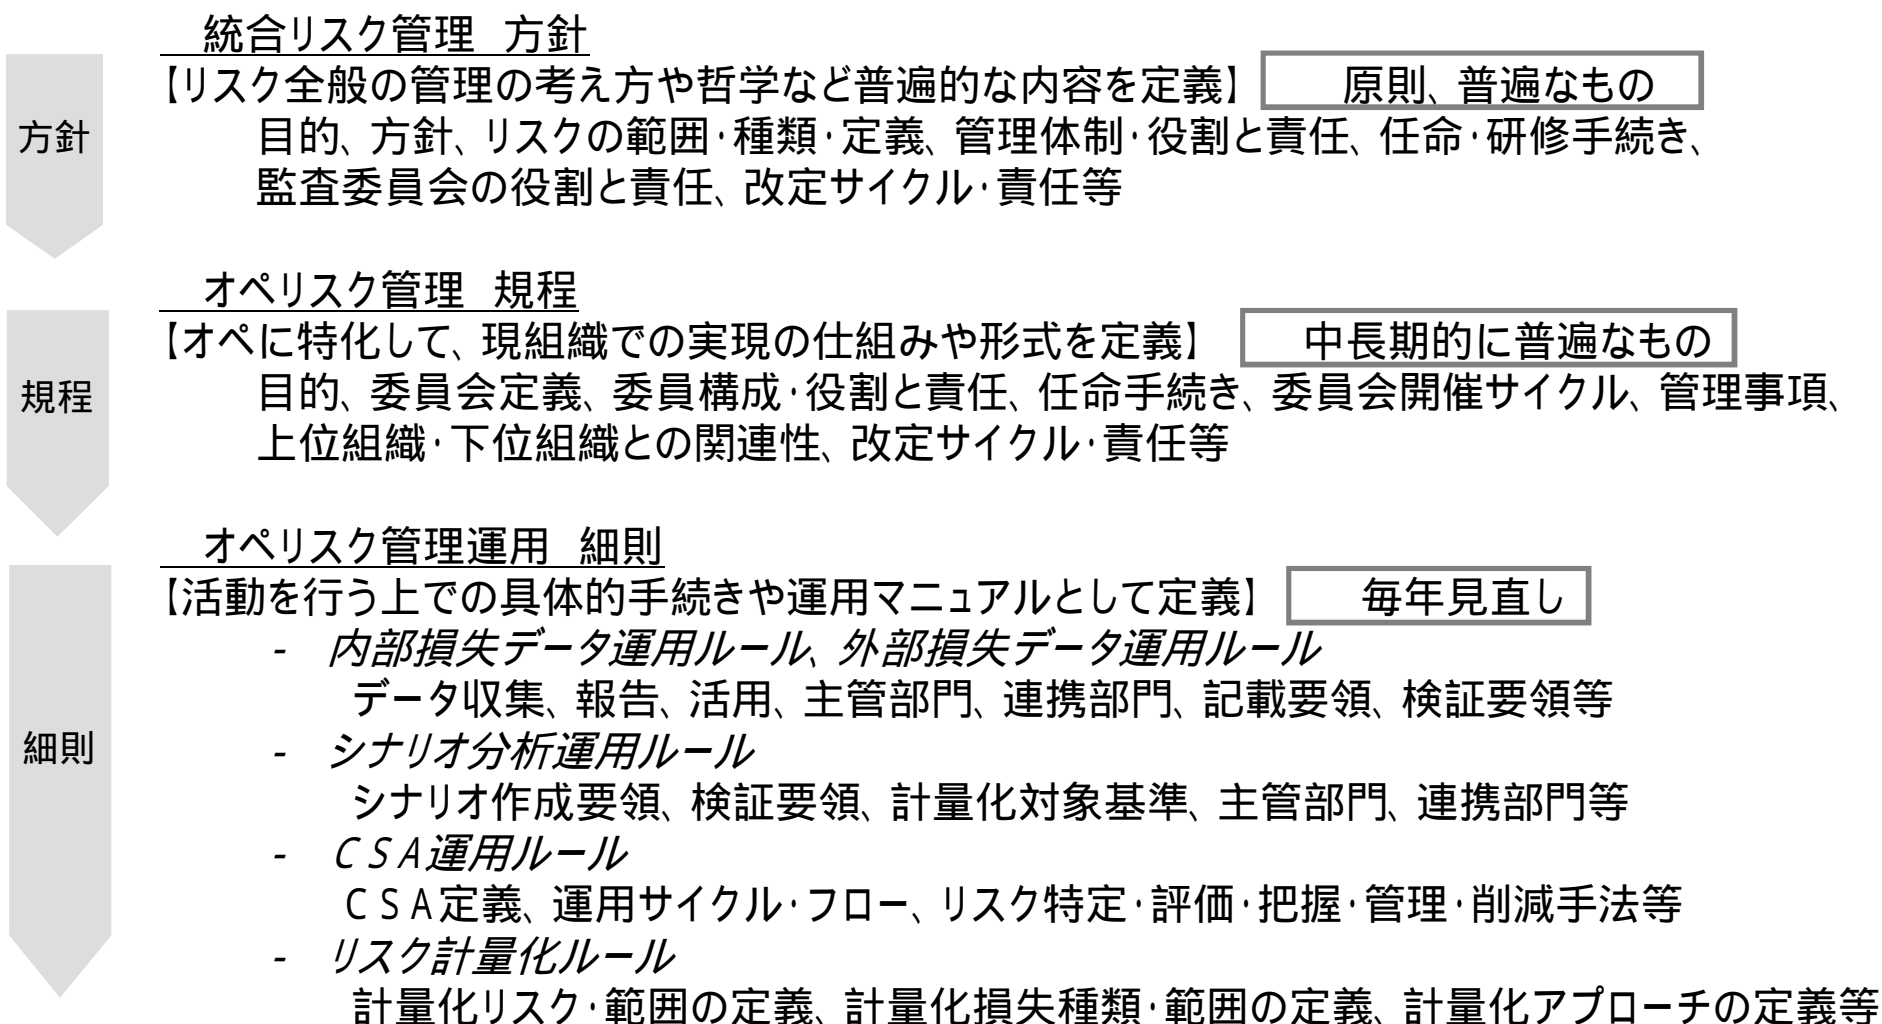 統合リスク管理 方針
【リスク全般の管理の考え方や哲学など普遍的な内容を定義】 原則、普遍なもの
方針
目的、方針、リスクの範囲・種類・定義、管理体制・役割と責任、任命・研修手続き、
監査委員会の役割と責任、改定サイクル・責任等
オペリスク管理 規程
【オペに特化して、現組織での実現の仕組みや形式を定義】 中長期的に普遍なもの
規程
目的、委員会定義、委員構成・役割と責任、任命手続き、委員会開催サイクル、管理事項、
上位組織・下位組織との関連性、改定サイクル・責任等
オペリスク管理運用 細則
【活動を行う上での具体的手続きや運用マニュアルとして定義】 毎年見直し
- 内部損失データ運用ルール、外部損失データ運用ルール
データ収集、報告、活用、主管部門、連携部門、記載要領、検証要領等
細則
- シナリオ分析運用ルール
シナリオ作成要領、検証要領、計量化対象基準、主管部門、連携部門等
- CSA運用ルール
CSA定義、運用サイクル・フロー、リスク特定・評価・把握・管理・削減手法等
- リスク計量化ルール
計量化リスク・範囲の定義、計量化損失種類・範囲の定義、計量化アプローチの定義等